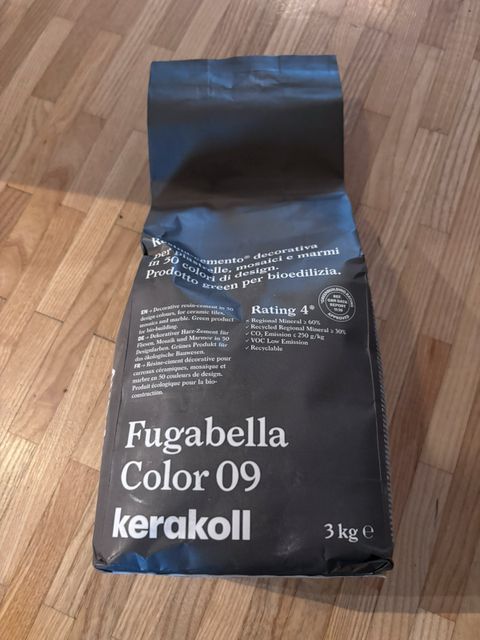 per piastrelle, mosaici e marmi
in 50 colori di design.
Prodotto green per bioedilizia.
EN → Decorative resin-cement in 50
design colours, for ceramic tiles,
mosaics and marble. Green product
for bio-building.
DE → Dekorativer Harz-Zement für
Fliesen, Mosaik und Marmor in 50
Designfarben. Grünes Produkt für
das ökologische Bauwesen.
FR → Résine-ciment décorative pour
carreaux céramiques, mosaïque et
marbre en 50 couleurs de design.
Produit écologique pour la bio-
construction.
Rating 4*
✓ Regional Mineral ≥ 60%
✓ Recycled Regional Mineral ≥ 30%
✓ CO₂ Emission ≤ 250 g/kg
✓ VOC Low Emission
✓ Recyclable
Fugabella
Color 09
kerakoll
3 kg ℮